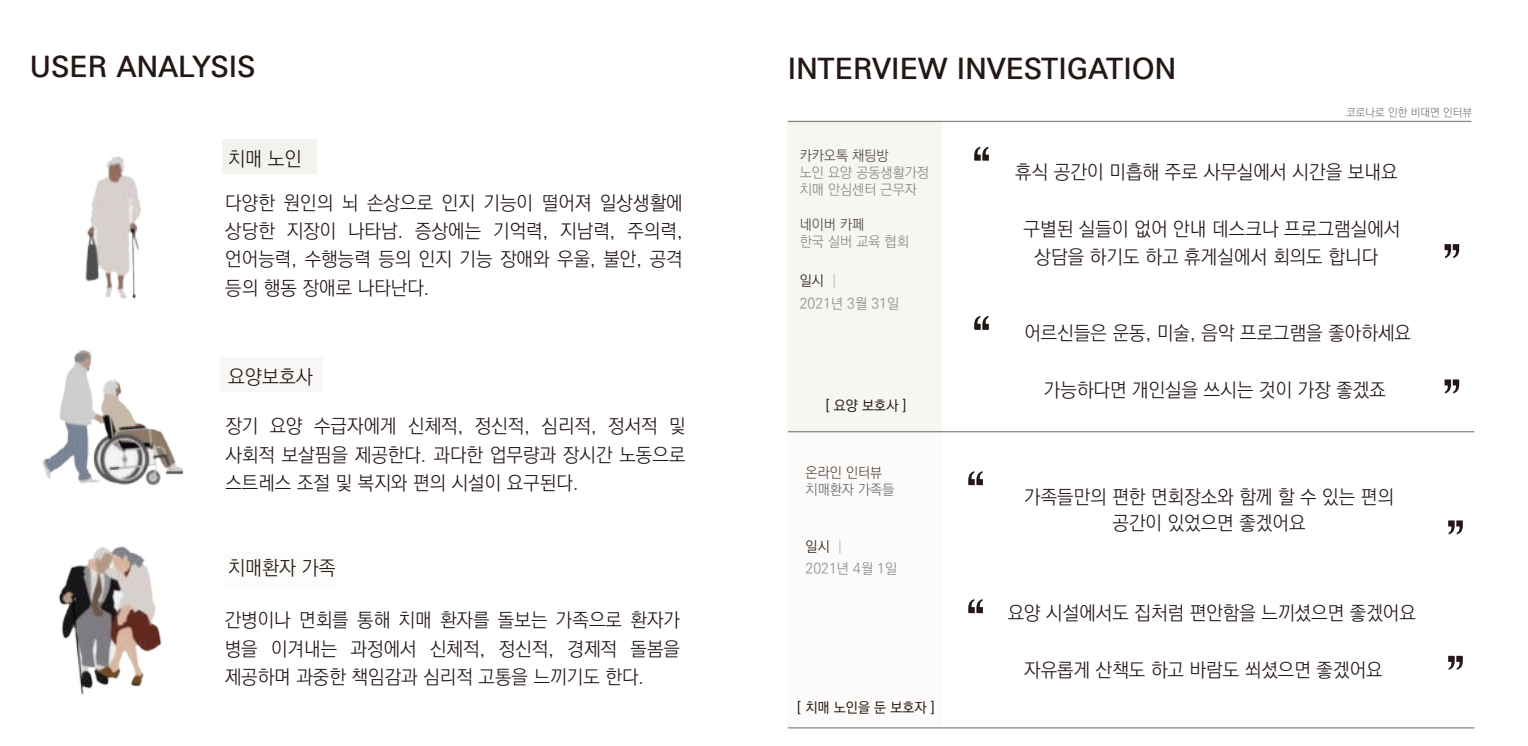 USER ANALYSIS
치매 노인
다양한 원인의 뇌 손상으로 인지 기능이 떨어져 일상생활에
상당한 지장이 나타남. 증상에는 기억력, 지남력, 주의력,
언어능력, 수행능력 등의 인지 기능 장애와 우울, 불안, 공격
등의 행동 장애로 나타난다.
요양보호사
장기 요양 수급자에게 신체적, 정신적, 심리적, 정서적 및
사회적 보살핌을 제공한다. 과다한 업무량과 장시간 노동으로
스트레스 조절 및 복지와 편의 시설이 요구된다.
치매환자 가족
간병이나 면회를 통해 치매 환자를 돌보는 가족으로 환자가
병을 이겨내는 과정에서 신체적, 정신적, 경제적 돌봄을
제공하며 과중한 책임감과 심리적 고통을 느끼기도 한다.
INTERVIEW INVESTIGATION
코로나로 인한 비대면 인터뷰
카카오톡 채팅방
노인 요양 공동생활가정
치매 안심센터 근무자
네이버 카페
한국 실버 교육 협회
일시 |
2021년 3월 31일
[ 요양 보호사 ]
“ 휴식 공간이 미흡해 주로 사무실에서 시간을 보내요
구별된 실들이 없어 안내 데스크나 프로그램실에서
상담을 하기도 하고 휴게실에서 회의도 합니다 ”
“ 어르신들은 운동, 미술, 음악 프로그램을 좋아하세요
가능하다면 개인실을 쓰시는 것이 가장 좋겠죠 ”
온라인 인터뷰
치매환자 가족들
일시 |
2021년 4월 1일
[ 치매 노인을 둔 보호자 ]
“ 가족들만의 편한 면회장소와 함께 할 수 있는 편의
공간이 있었으면 좋겠어요 ”
“ 요양 시설에서도 집처럼 편안함을 느끼셨으면 좋겠어요
자유롭게 산책도 하고 바람도 쐬셨으면 좋겠어요 ”